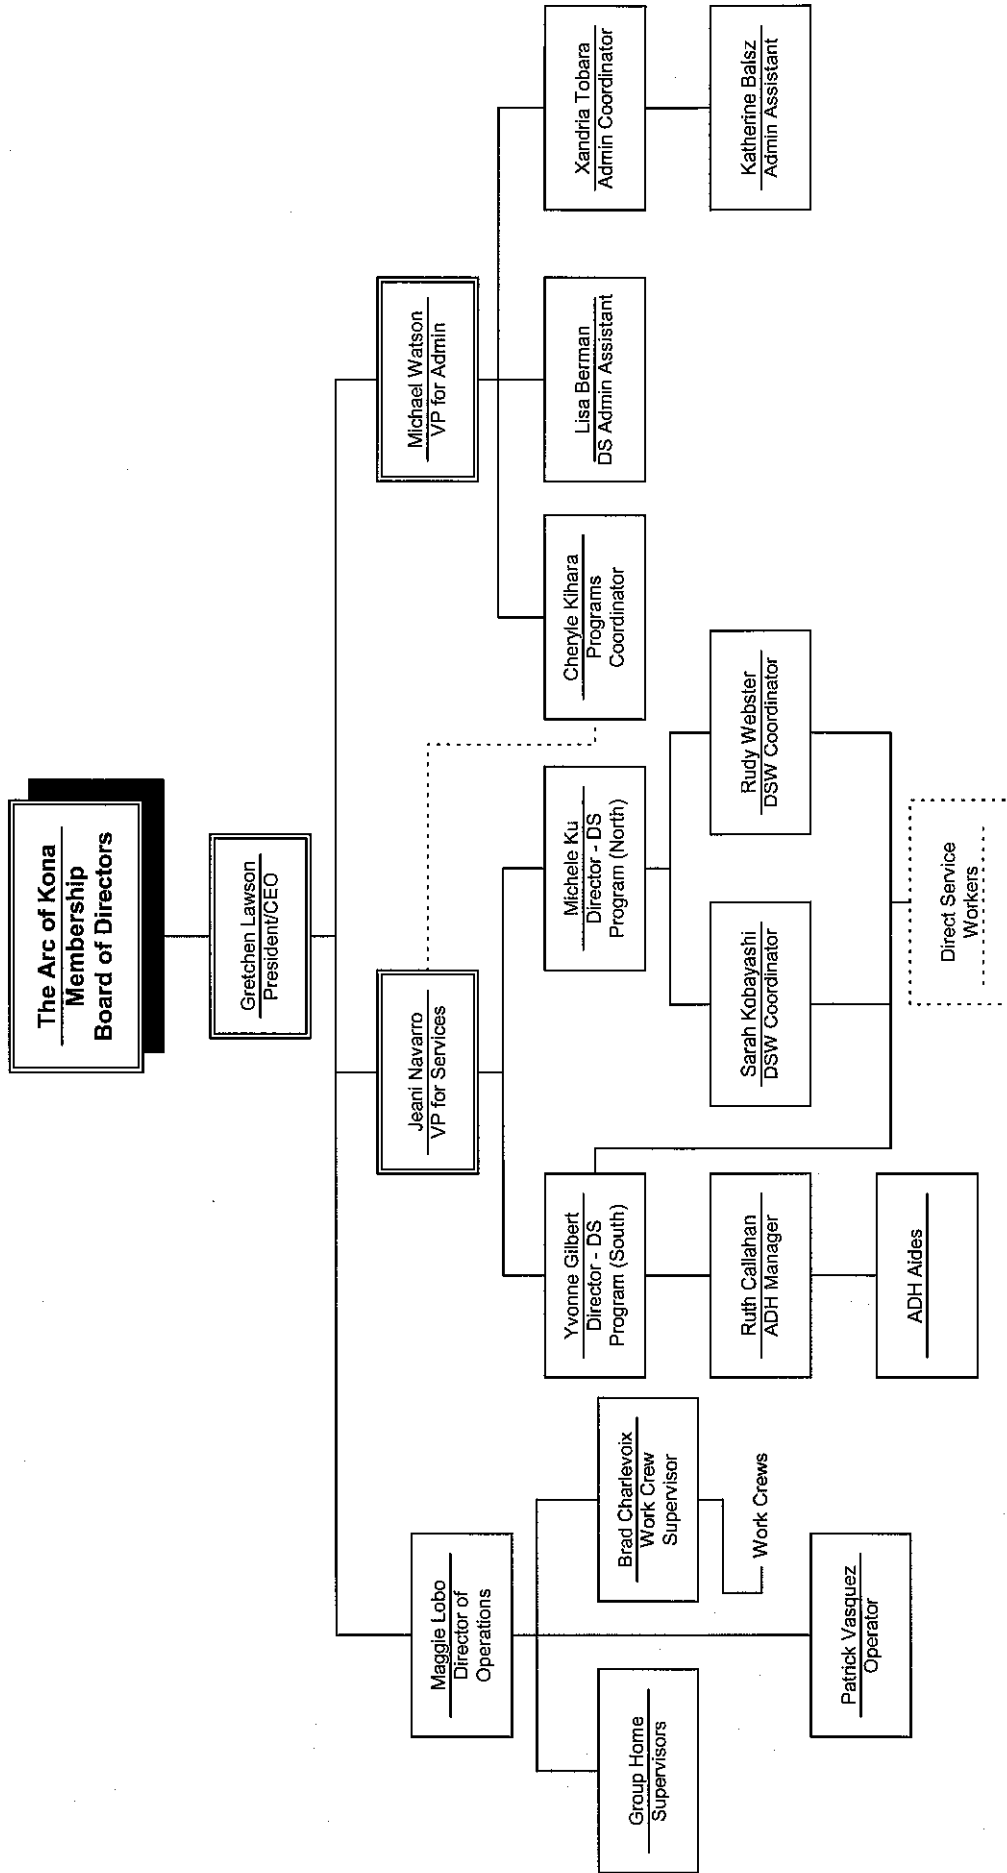 The Arc of Kona
Membership
Board of Directors
Gretchen Lawson
President/CEO
Maggie Lobo
Director of
Operations
Jeani Navarro
VP for Services
Michael Watson
VP for Admin
Group Home
Supervisors
Brad Charlevoix
Work Crew
Supervisor
Work Crews
Patrick Vasquez
Operator
Yvonne Gilbert
Director - DS
Program (South)
Michele Ku
Director - DS
Program (North)
Cheryle Kihara
Programs
Coordinator
Lisa Berman
DS Admin Assistant
Xandria Tobara
Admin Coordinator
Ruth Callahan
ADH Manager
Sarah Kobayashi
DSW Coordinator
Rudy Webster
DSW Coordinator
Katherine Balsz
Admin Assistant
ADH Aides
Direct Service
Workers